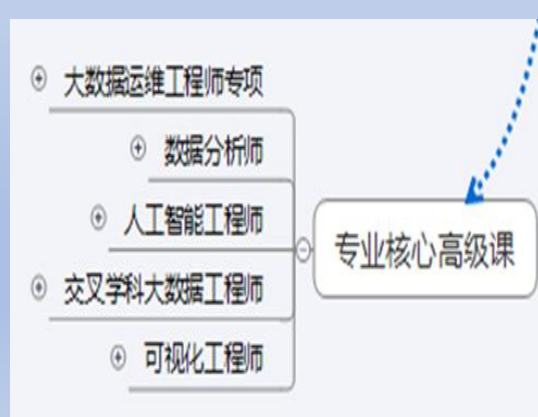 大数据运维工程师专项
数据分析师
人工智能工程师
专业核心高级课
交叉学科大数据工程师
可视化工程师